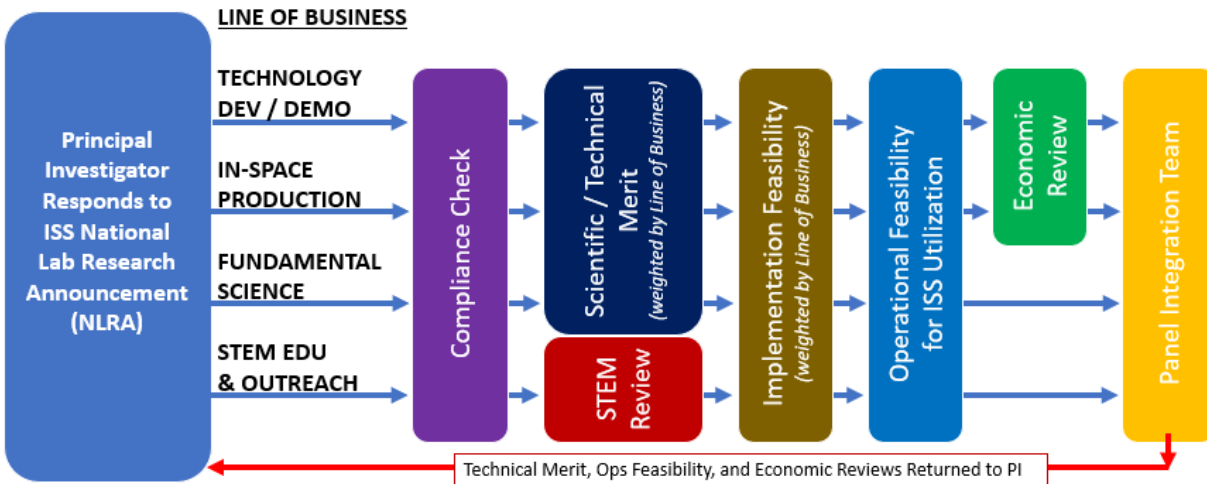 LINE OF BUSINESS
Principal
Investigator
Responds to
ISS National
Lab Research
Announcement
(NLRA)
TECHNOLOGY
DEV / DEMO
IN-SPACE
PRODUCTION
FUNDAMENTAL
SCIENCE
STEM EDU
& OUTREACH
Compliance Check
Scientific / Technical
Merit
(weighted by Line of Business)
STEM
Review
Implementation Feasibility
(weighted by Line of Business)
Operational Feasibility
for ISS Utilization
Economic
Review
Panel Integration Team
Technical Merit, Ops Feasibility, and Economic Reviews Returned to PI